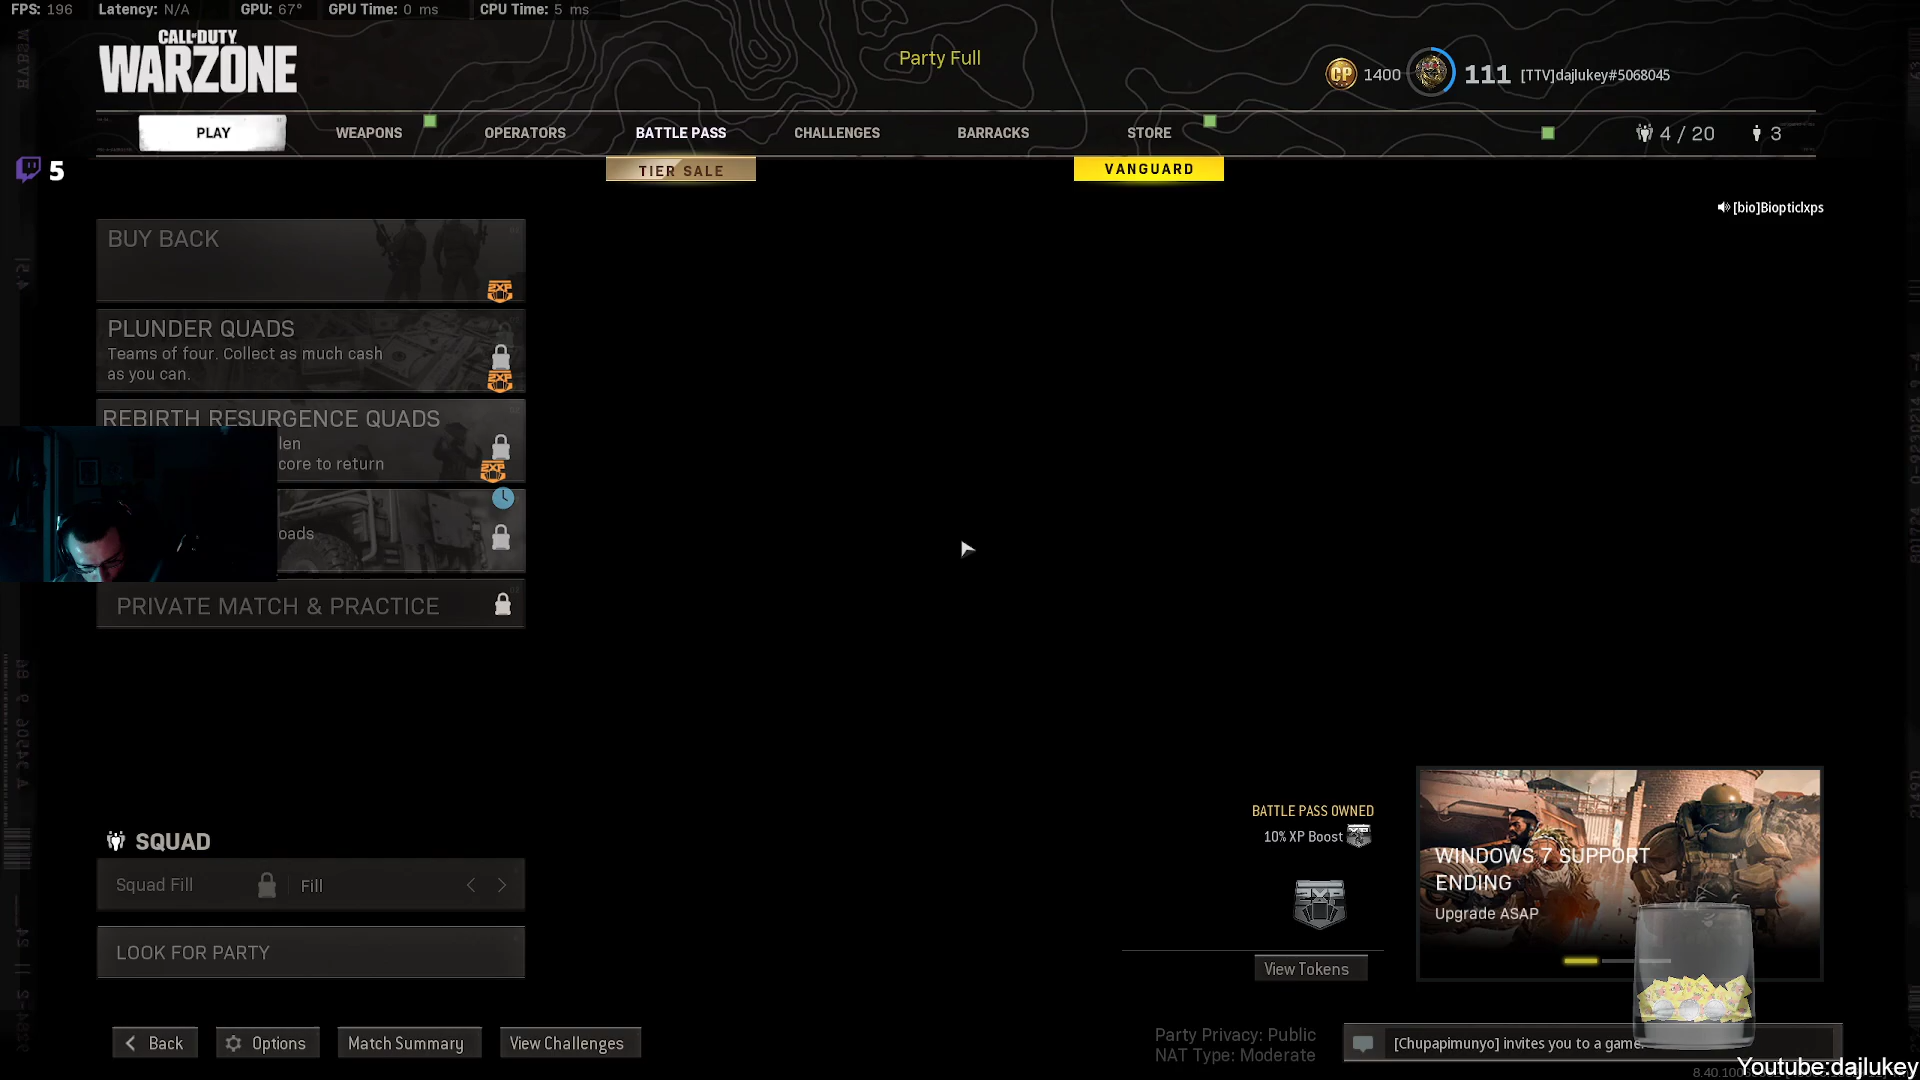 FPS: 196 Latency: N/A GPU: 67° GPU Time: 0 ms CPU Time: 5 ms
CALL OF DUTY
WARZONE
Party Full
CP 1400 111 [TTV]dajlukey#5068045
PLAY WEAPONS OPERATORS BATTLE PASS CHALLENGES BARRACKS STORE 4 / 20 3
TIER SALE VANGUARD
5
[bio]Biopticlxps
BUY BACK
2XP
PLUNDER QUADS
Teams of four. Collect as much cash
as you can.
2XP
REBIRTH RESURGENCE QUADS
len
core to return
2XP
oads
PRIVATE MATCH & PRACTICE
SQUAD
Squad Fill Fill
LOOK FOR PARTY
BATTLE PASS OWNED
10% XP Boost
2XP
View Tokens
WINDOWS 7 SUPPORT
ENDING
Upgrade ASAP
Back Options Match Summary View Challenges
Party Privacy: Public
NAT Type: Moderate
[Chupapimunyo] invites you to a game.
Youtube:dajlukey